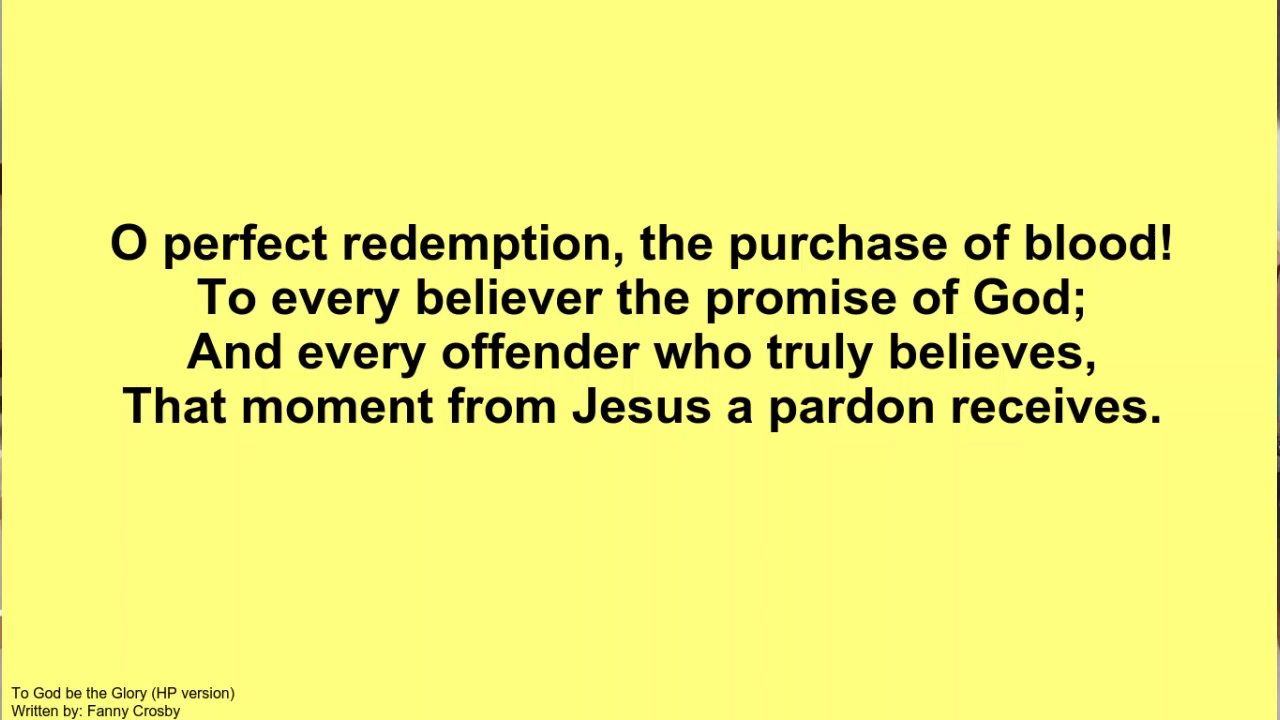 O perfect redemption, the purchase of blood!
To every believer the promise of God;
And every offender who truly believes,
That moment from Jesus a pardon receives.
To God be the Glory (HP version)
Written by: Fanny Crosby